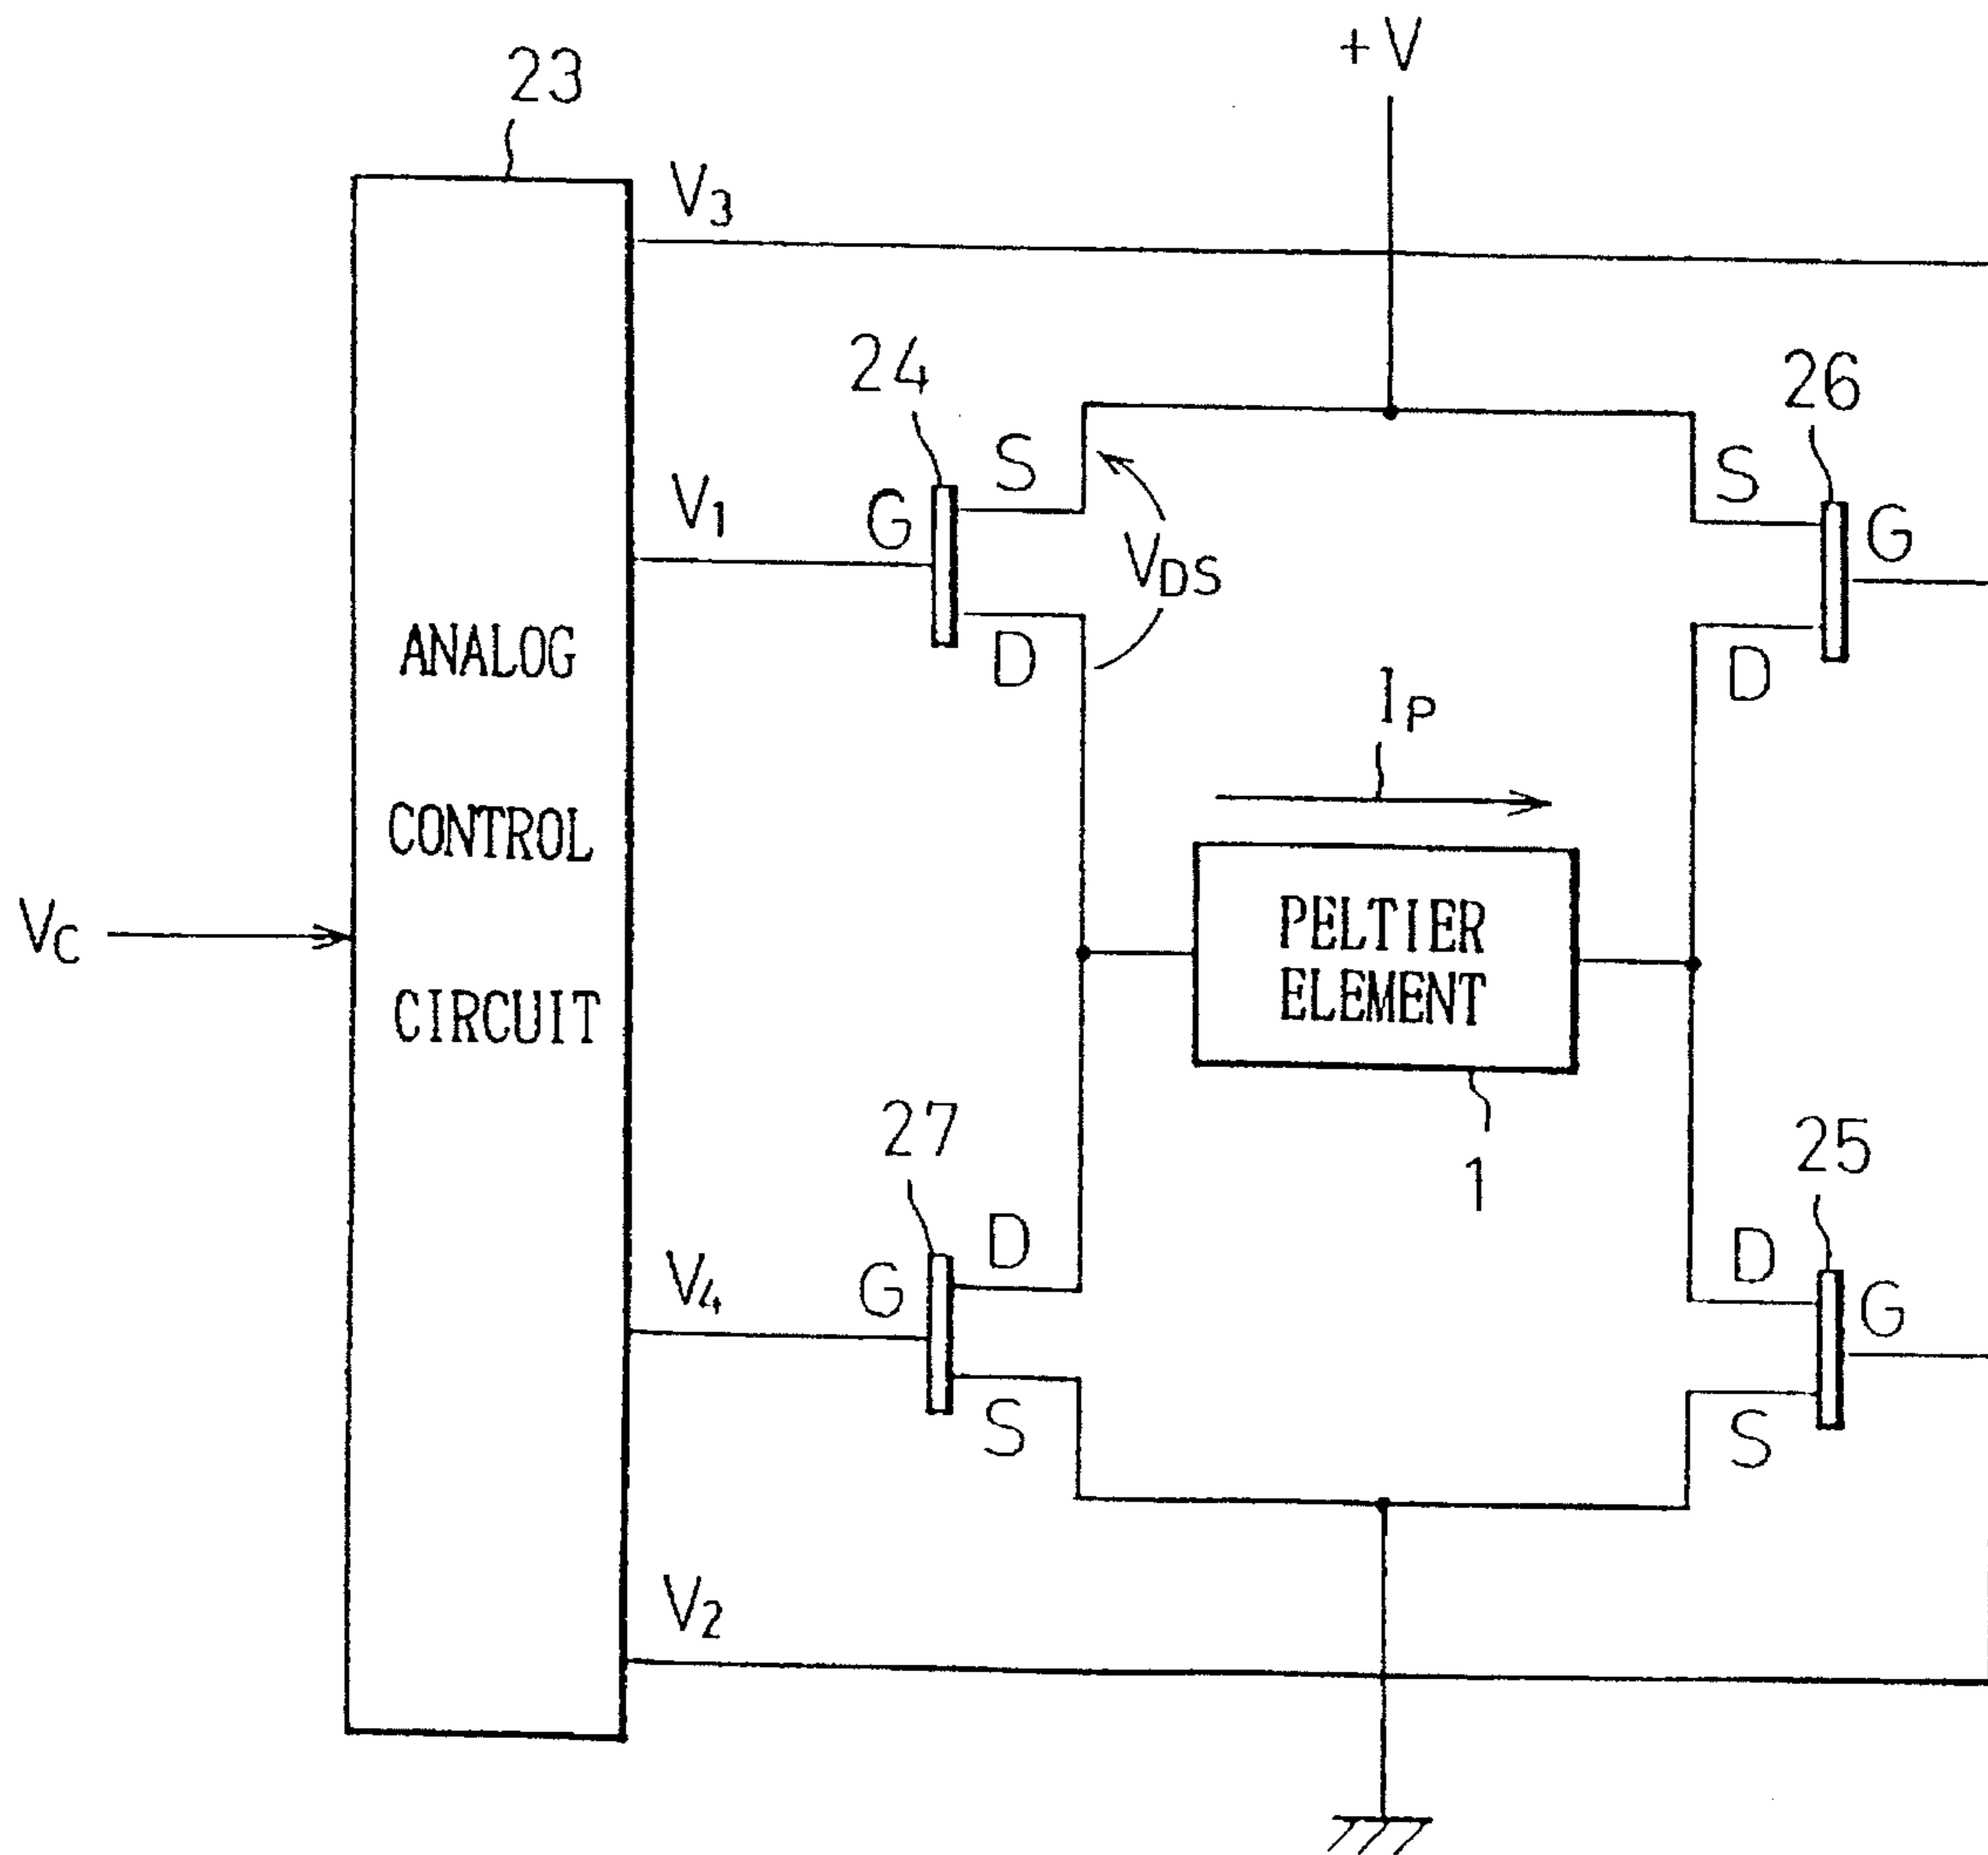 +V
23
V3
24
26
S
S
V1
G
G
VDS
D
D
IP
ANALOG
CONTROL
CIRCUIT
VC
PELTIER
ELEMENT
1
27
25
D
D
V4
G
G
S
S
V2